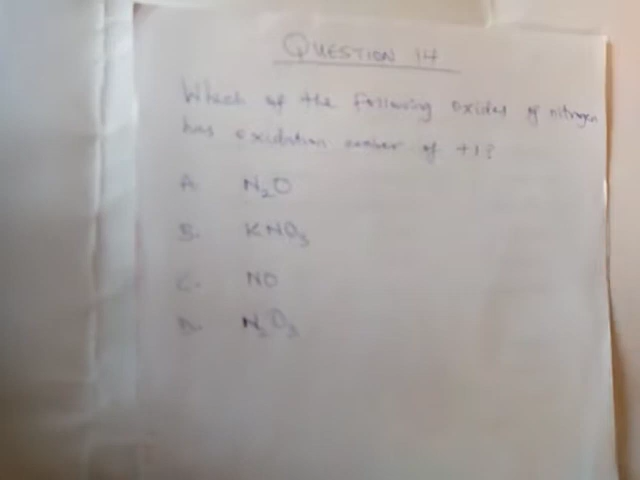 QUESTION 14
Which of the following oxides of nitrogen
has oxidation number of +1?
A. N₂O
B. KNO₃
C. NO
D. N₂O₃